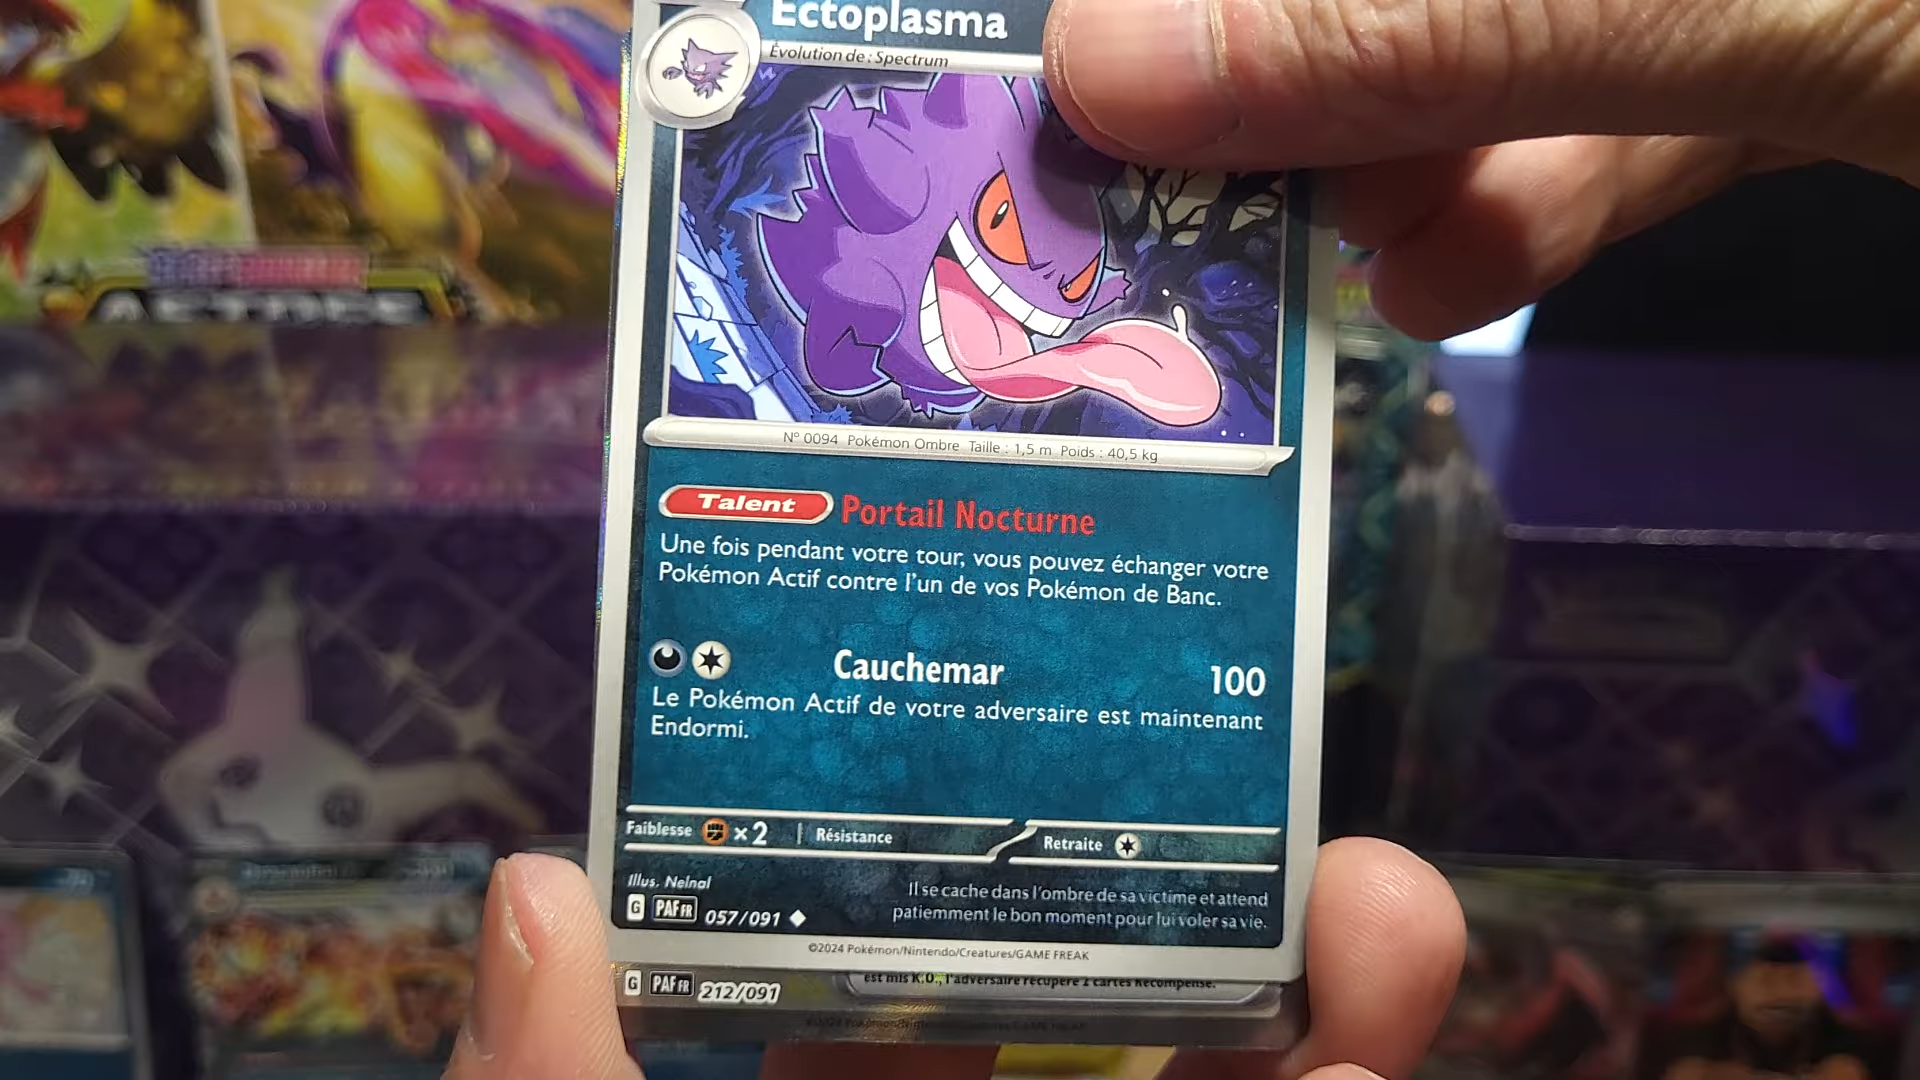 Ectoplasma
Évolution de : Spectrum
N° 0094 Pokémon Ombre Taille : 1,5 m Poids : 40,5 kg
Talent Portail Nocturne
Une fois pendant votre tour, vous pouvez échanger votre
Pokémon Actif contre l'un de vos Pokémon de Banc.
Cauchemar 100
Le Pokémon Actif de votre adversaire est maintenant
Endormi.
Faiblesse ×2 | Résistance
Retraite
Illus. Nelnal
Il se cache dans l'ombre de sa victime et attend
patiemment le bon moment pour lui voler sa vie.
G PAF FR 057/091
©2024 Pokémon/Nintendo/Creatures/GAME FREAK
est mis K.O., l'adversaire récupère 2 cartes Récompense.
G PAF FR 212/091